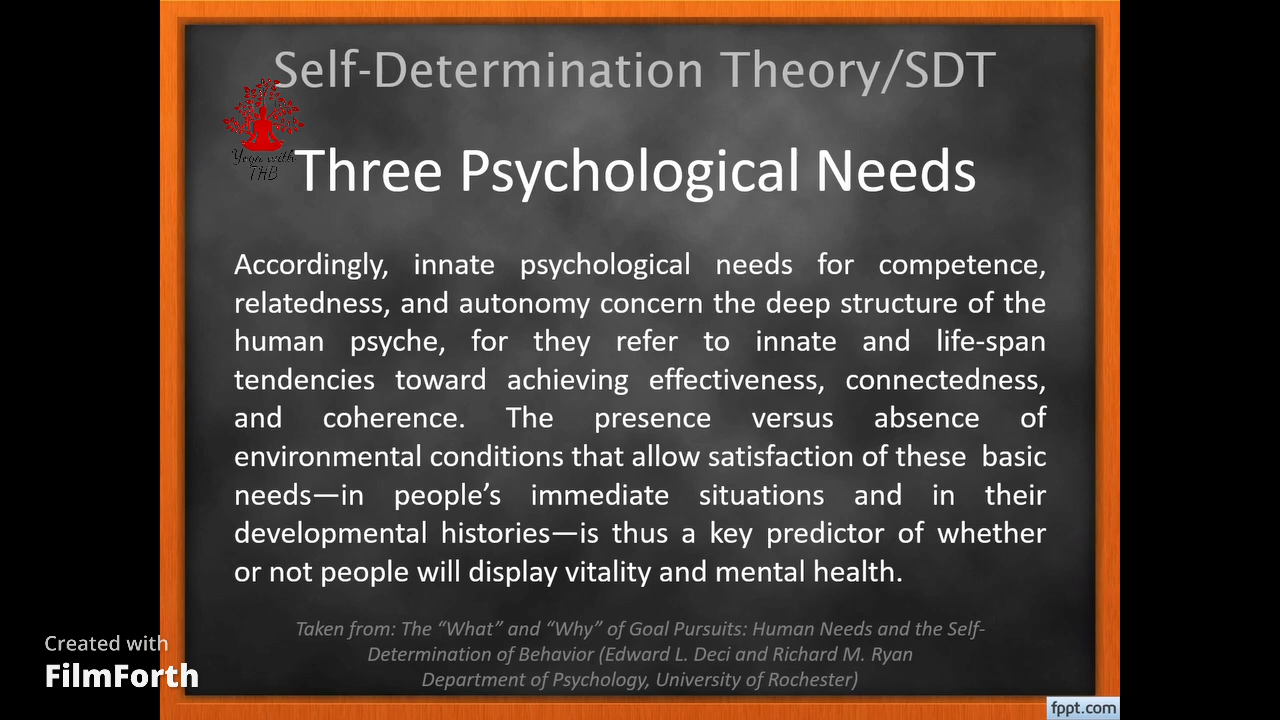 Self-Determination Theory/SDT
Yoga with
THB
Three Psychological Needs
Accordingly, innate psychological needs for competence,
relatedness, and autonomy concern the deep structure of the
human psyche, for they refer to innate and life-span
tendencies toward achieving effectiveness, connectedness,
and coherence. The presence versus absence of
environmental conditions that allow satisfaction of these basic
needs—in people’s immediate situations and in their
developmental histories—is thus a key predictor of whether
or not people will display vitality and mental health.
Taken from: The “What” and “Why” of Goal Pursuits: Human Needs and the Self-
Determination of Behavior (Edward L. Deci and Richard M. Ryan
Department of Psychology, University of Rochester)
Created with
FilmForth
fppt.com